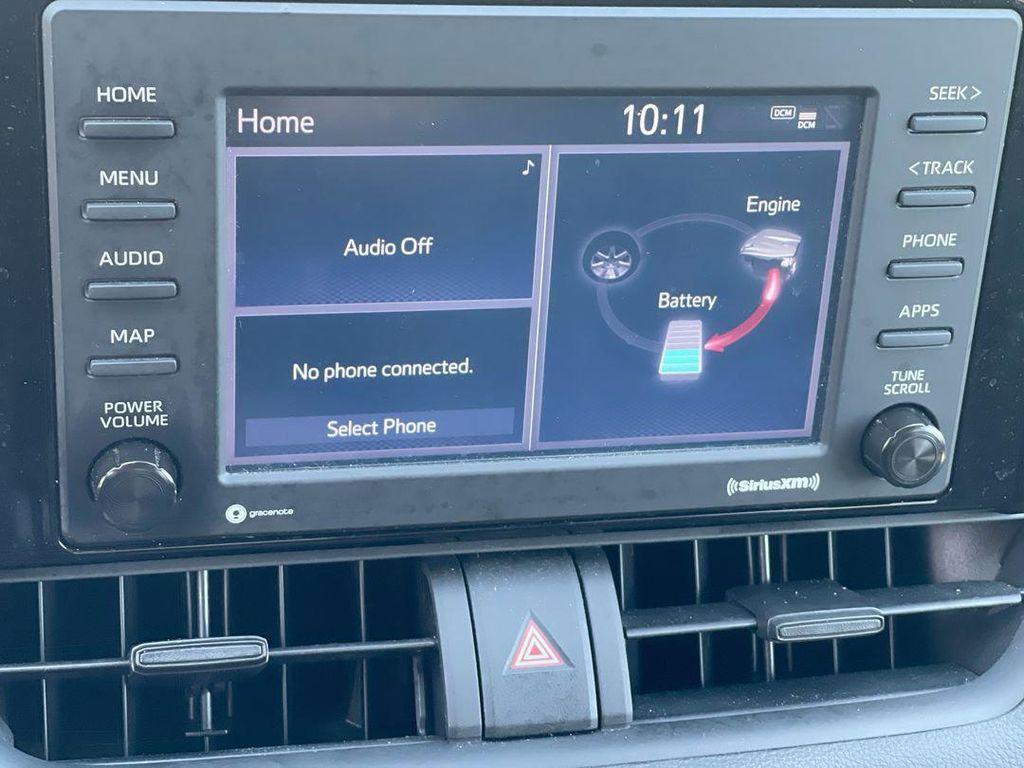 HOME
MENU
AUDIO
MAP
POWER
VOLUME
Home
10:11
DCM
DCM
Audio Off
No phone connected.
Select Phone
Engine
Battery
SEEK >
< TRACK
PHONE
APPS
TUNE
SCROLL
gracenote
((SiriusXM))